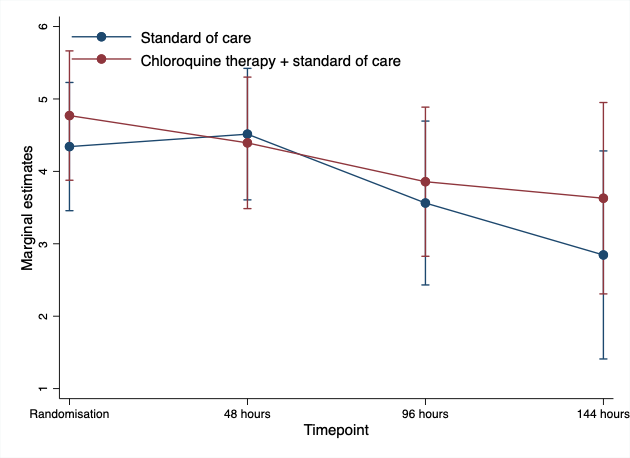 Standard of care
Chloroquine therapy + standard of care
Marginal estimates
6
5
4
3
2
1
Randomisation
48 hours
96 hours
144 hours
Timepoint